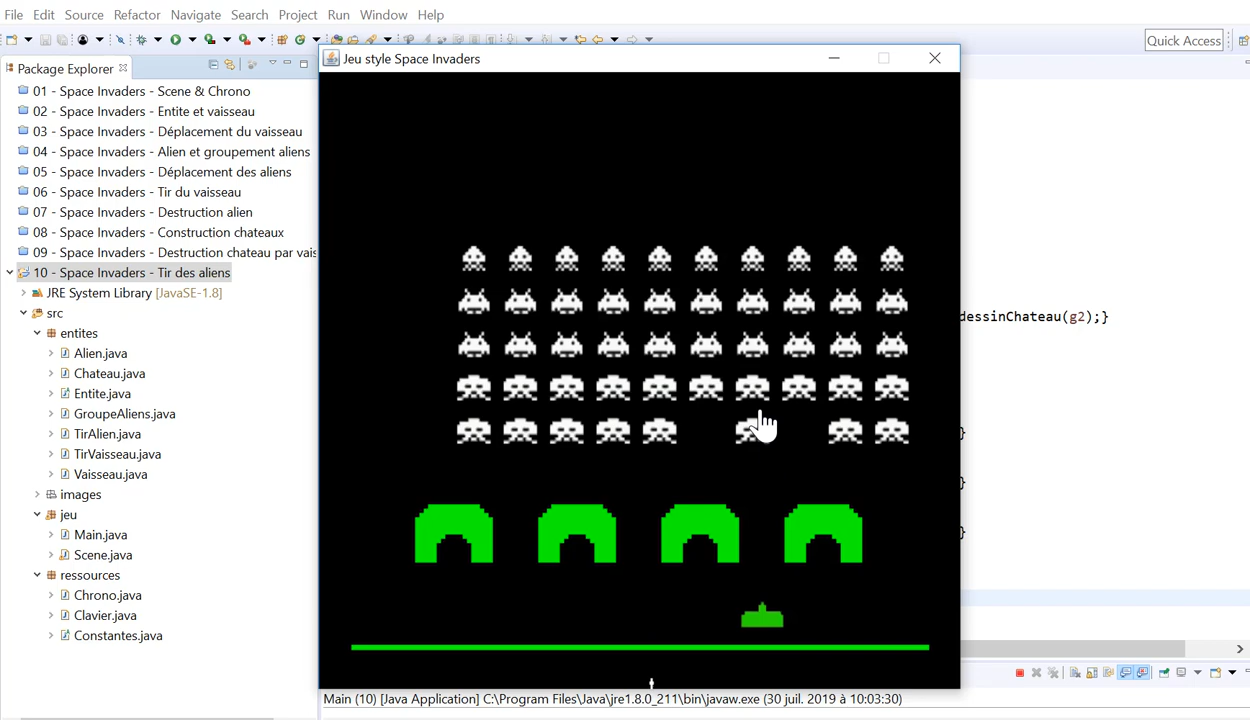 File Edit Source Refactor Navigate Search Project Run Window Help
Quick Access
Package Explorer
Jeu style Space Invaders
01 - Space Invaders - Scene & Chrono
02 - Space Invaders - Entite et vaisseau
03 - Space Invaders - Déplacement du vaisseau
04 - Space Invaders - Alien et groupement aliens
05 - Space Invaders - Déplacement des aliens
06 - Space Invaders - Tir du vaisseau
07 - Space Invaders - Destruction alien
08 - Space Invaders - Construction chateaux
09 - Space Invaders - Destruction chateau par vais
10 - Space Invaders - Tir des aliens
JRE System Library [JavaSE-1.8]
src
entites
Alien.java
Chateau.java
Entite.java
GroupeAliens.java
TirAlien.java
TirVaisseau.java
Vaisseau.java
images
jeu
Main.java
Scene.java
ressources
Chrono.java
Clavier.java
Constantes.java
dessinChateau(g2);}
}
}
}
Main (10) [Java Application] C:\Program Files\Java\jre1.8.0_211\bin\javaw.exe (30 juil. 2019 à 10:03:30)